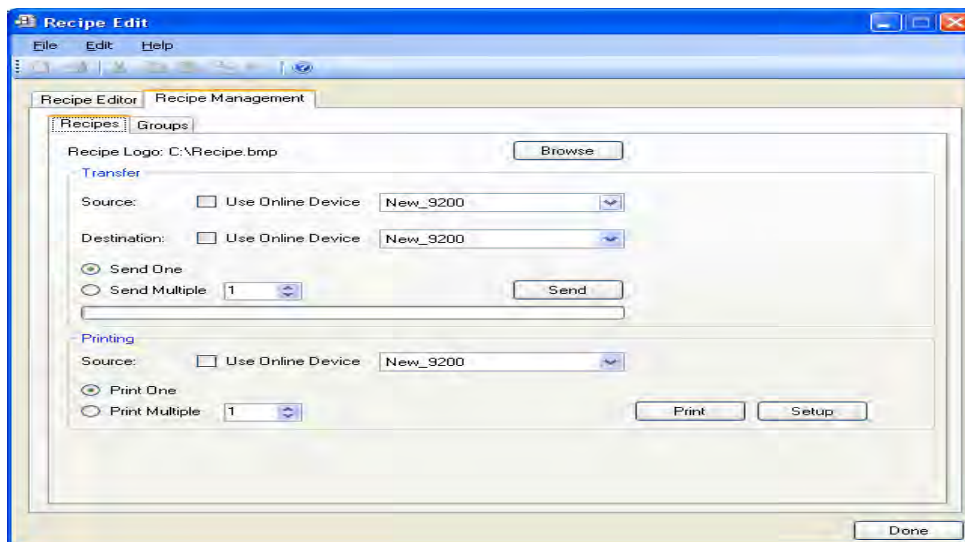 Recipe Edit
File Edit Help
Recipe Editor Recipe Management
Recipes Groups
Recipe Logo: C:\Recipe.bmp Browse
Transfer
Source: Use Online Device New_9200
Destination: Use Online Device New_9200
Send One
Send Multiple 1 Send
Printing
Source: Use Online Device New_9200
Print One
Print Multiple 1 Print Setup
Done